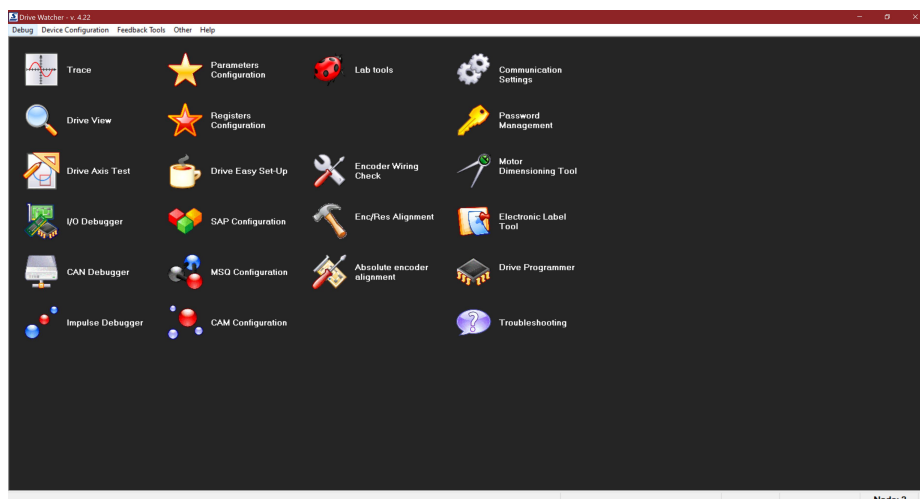 Drive Watcher - v. 4.22
Debug Device Configuration Feedback Tools Other Help
Trace
Parameters
Configuration
Lab tools
Communication
Settings
Drive View
Registers
Configuration
Password
Management
Drive Axis Test
Drive Easy Set-Up
Encoder Wiring
Check
Motor
Dimensioning Tool
I/O Debugger
SAP Configuration
Enc/Res Alignment
Electronic Label
Tool
CAN Debugger
MSQ Configuration
Absolute encoder
alignment
Drive Programmer
Impulse Debugger
CAM Configuration
Troubleshooting